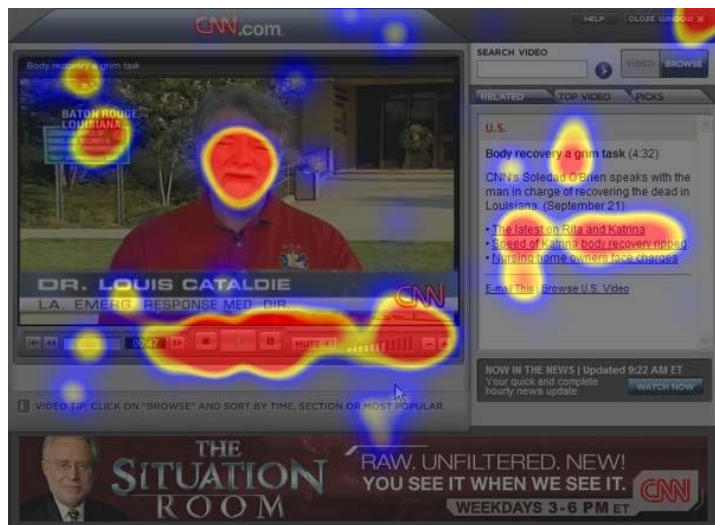 CNN.com
HELP
CLOSE WINDOW X
Body recovery a grim task
BATON ROUGE,
LOUISIANA
DR. LOUIS CATALDIE
LA. EMERG RESPONSE MED. DIR.
CNN
00:47
MUTE
VIDEO TIP: CLICK ON "BROWSE" AND SORT BY TIME, SECTION OR MOST POPULAR
SEARCH VIDEO
VIDEO
BROWSE
RELATED
TOP VIDEO
PICKS
U.S.
Body recovery a grim task (4:32)
CNN's Soledad O'Brien speaks with the
man in charge of recovering the dead in
Louisiana. (September 21)
• The latest on Rita and Katrina
• Speed of Katrina body recovery ripped
• Nursing home owners face charges
E-mail This | Browse U.S. Video
NOW IN THE NEWS | Updated 9:22 AM ET
Your quick and complete
hourly news update
WATCH NOW
THE
SITUATION
ROOM
RAW. UNFILTERED. NEW!
YOU SEE IT WHEN WE SEE IT.
WEEKDAYS 3-6 PM ET
CNN